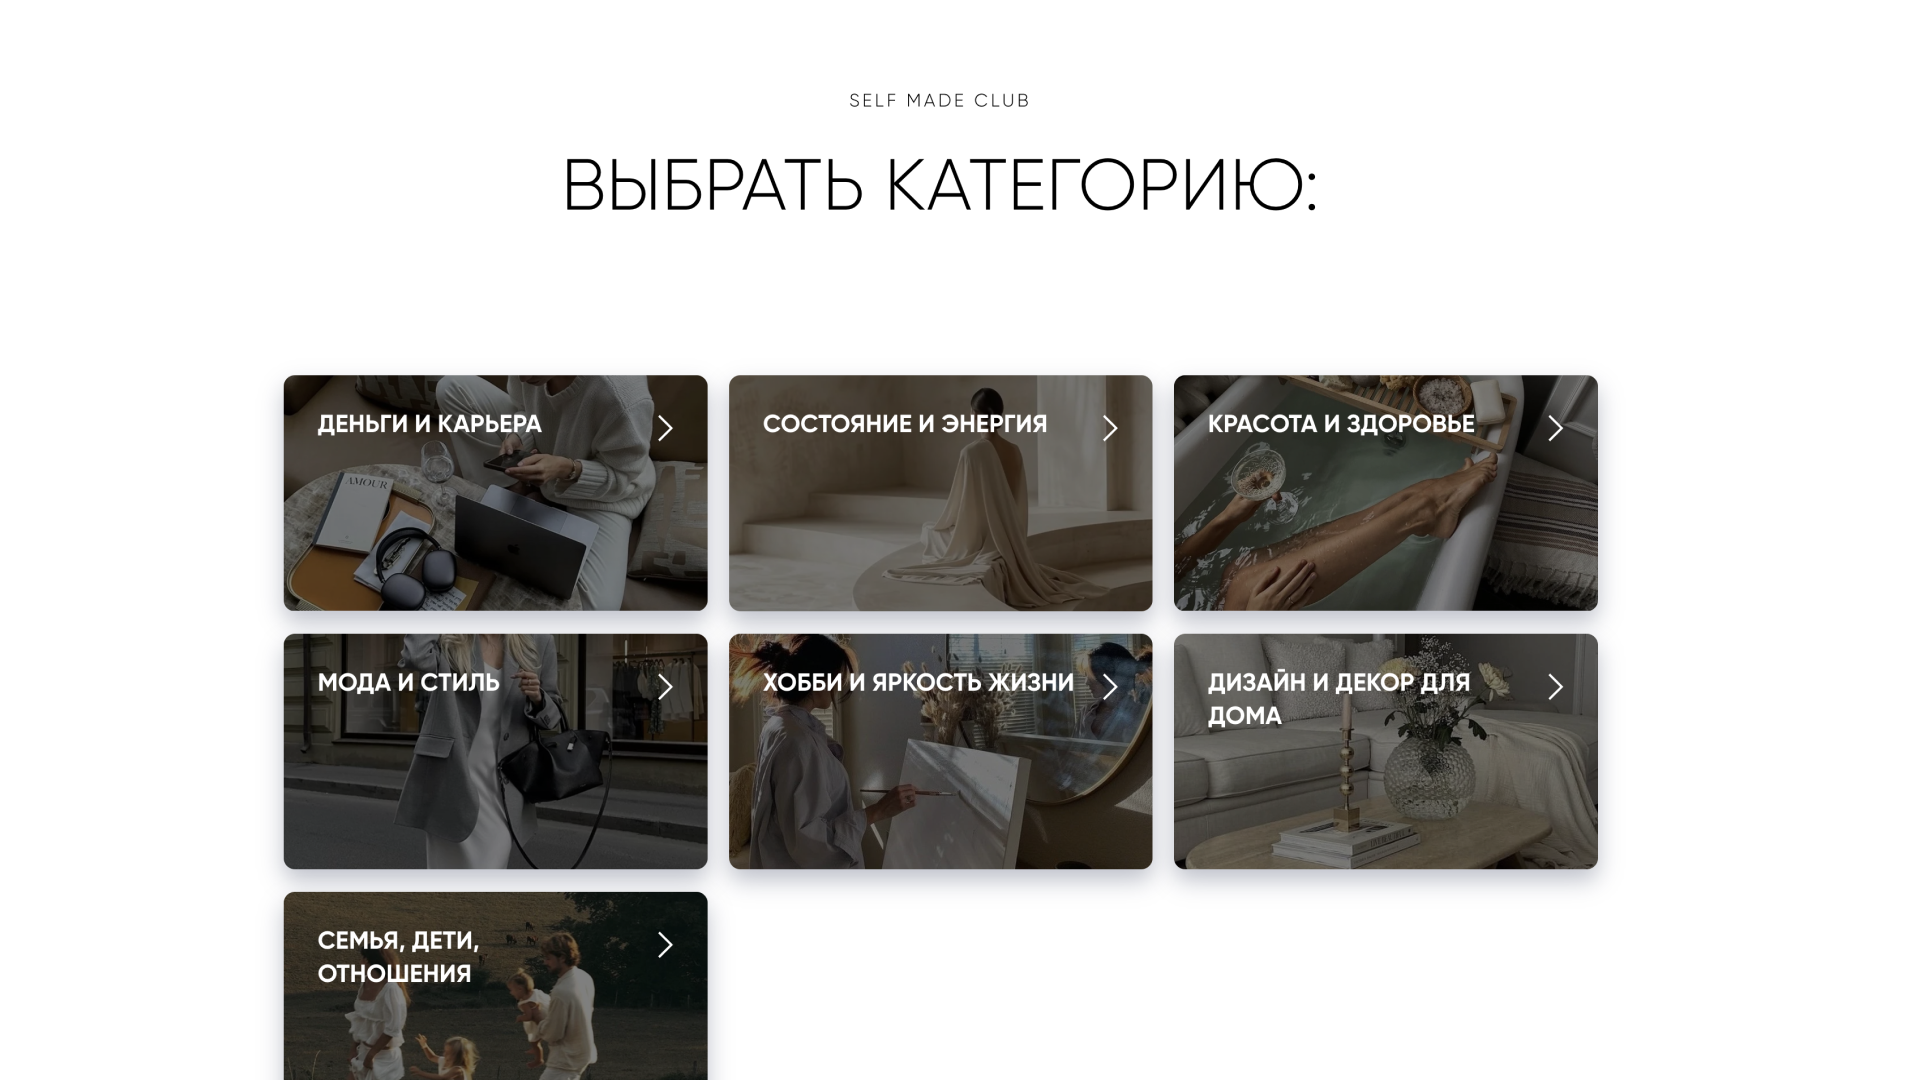 SELF MADE CLUB
ВЫБРАТЬ КАТЕГОРИЮ:
ДЕНЬГИ И КАРЬЕРА
СОСТОЯНИЕ И ЭНЕРГИЯ
КРАСОТА И ЗДОРОВЬЕ
AMOUR
МОДА И СТИЛЬ
ХОББИ И ЯРКОСТЬ ЖИЗНИ
ДИЗАЙН И ДЕКОР ДЛЯ
ДОМА
СЕМЬЯ, ДЕТИ,
ОТНОШЕНИЯ